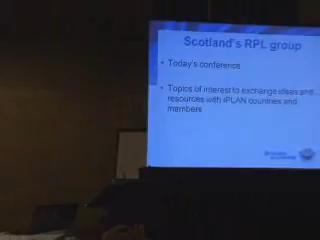 Scotland's RPL group
• Today's conference
• Topics of interest to exchange ideas and
resources with iPLAN countries and
members